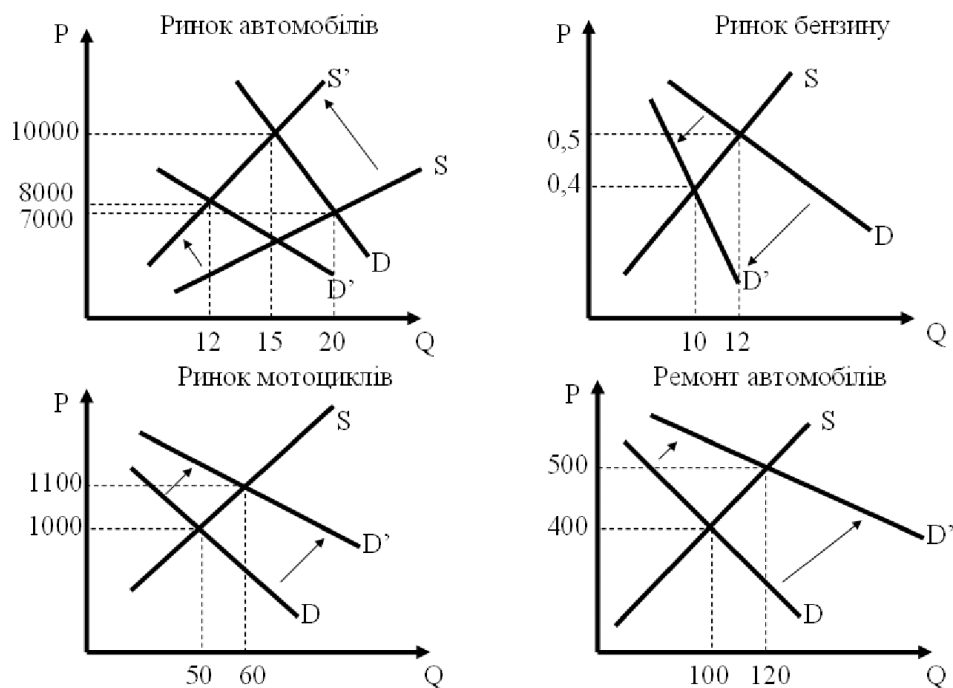 Ринок автомобілів
P
S’
10000
S
8000
7000
D
D’
12 15 20 Q
Ринок бензину
P
S
0,5
0,4
D
D’
10 12 Q
Ринок мотоциклів
P
S
1100
1000
D’
D
50 60 Q
Ремонт автомобілів
P
S
500
400
D’
D
100 120 Q